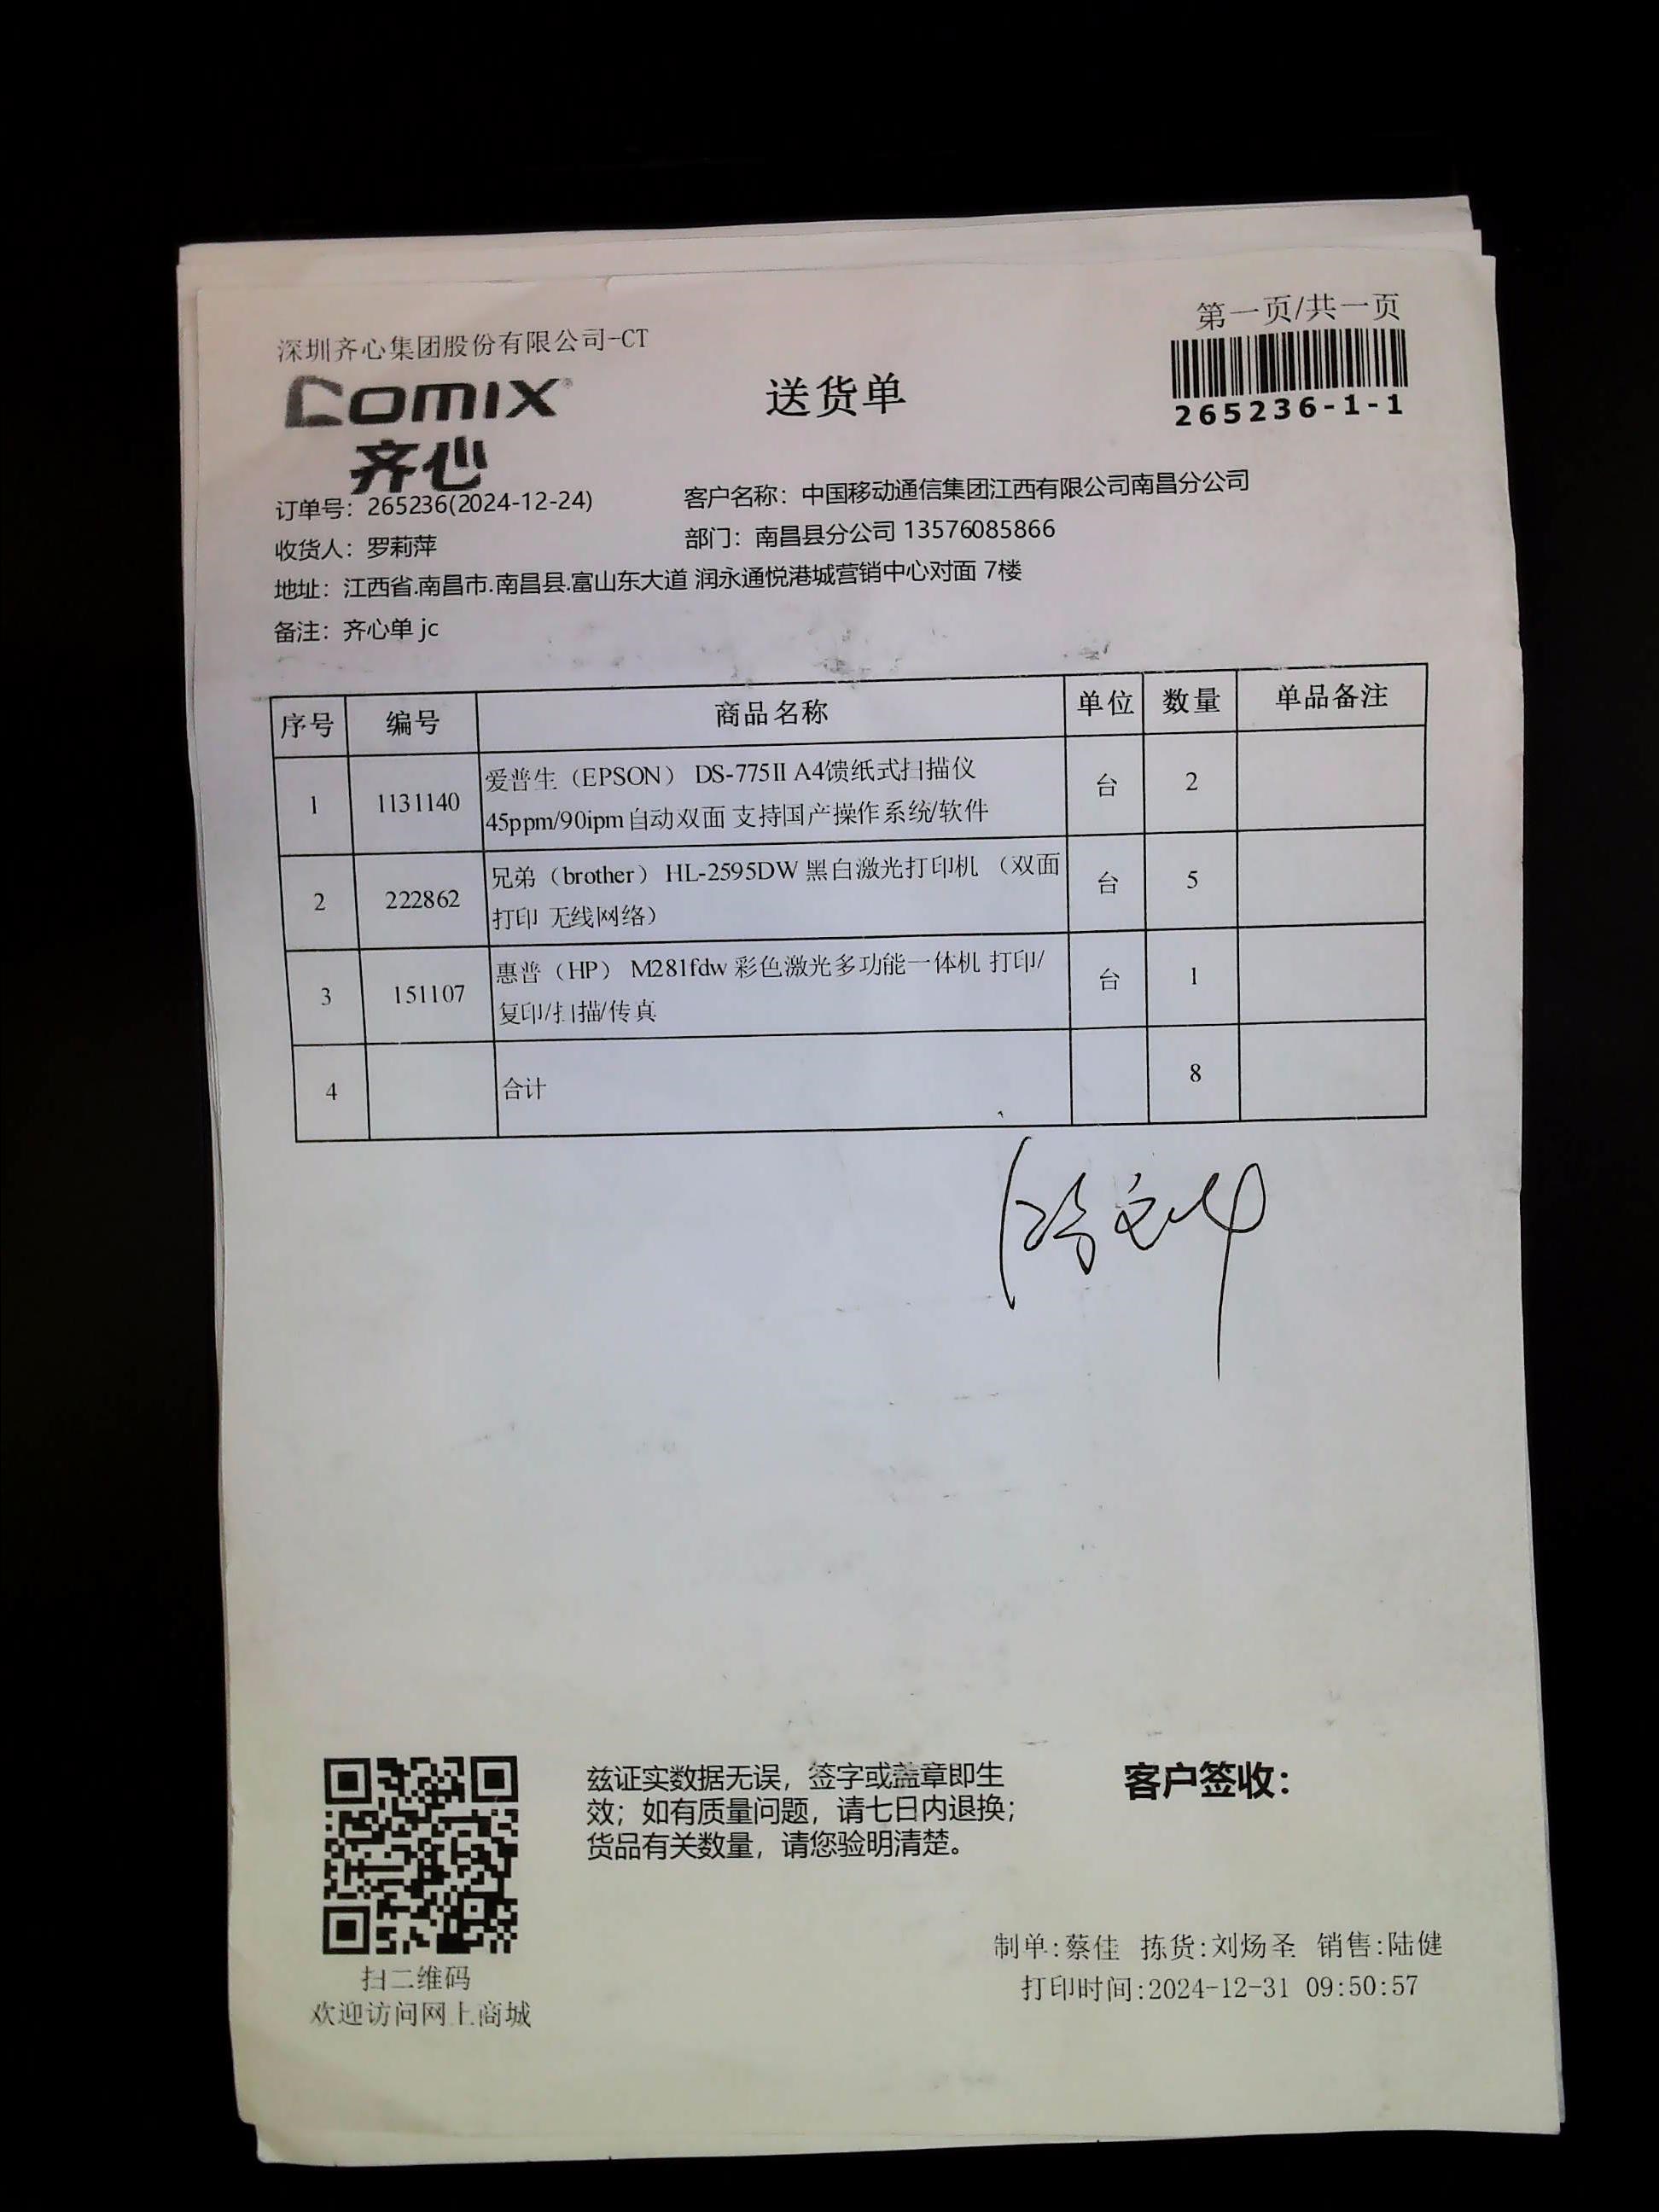 第一页/共一页
深圳齐心集团股份有限公司-CT
comix
齐心
送货单
265236-1-1
订单号：265236(2024-12-24)
客户名称：中国移动通信集团江西有限公司南昌分公司
收货人：罗莉萍
部门：南昌县分公司 13576085866
地址：江西省.南昌市.南昌县.富山东大道 润永通悦港城营销中心对面 7楼
备注：齐心单 jc
序号 编号 商品名称 单位 数量 单品备注
1 1131140 爱普生（EPSON） DS-775II A4馈纸式扫描仪 台 2
45ppm/90ipm自动双面 支持国产操作系统/软件
2 222862 兄弟（brother） HL-2595DW 黑白激光打印机 （双面 台 5
打印 无线网络）
3 151107 惠普（HP） M281fdw 彩色激光多功能一体机 打印/ 台 1
复印/扫描/传真
4 合计 8
兹证实数据无误，签字或盖章即生
效；如有质量问题，请七日内退换；
货品有关数量，请您验明清楚。
客户签收：
扫二维码
欢迎访问网上商城
制单:蔡佳 拣货:刘炀圣 销售:陆健
打印时间:2024-12-31 09:50:57